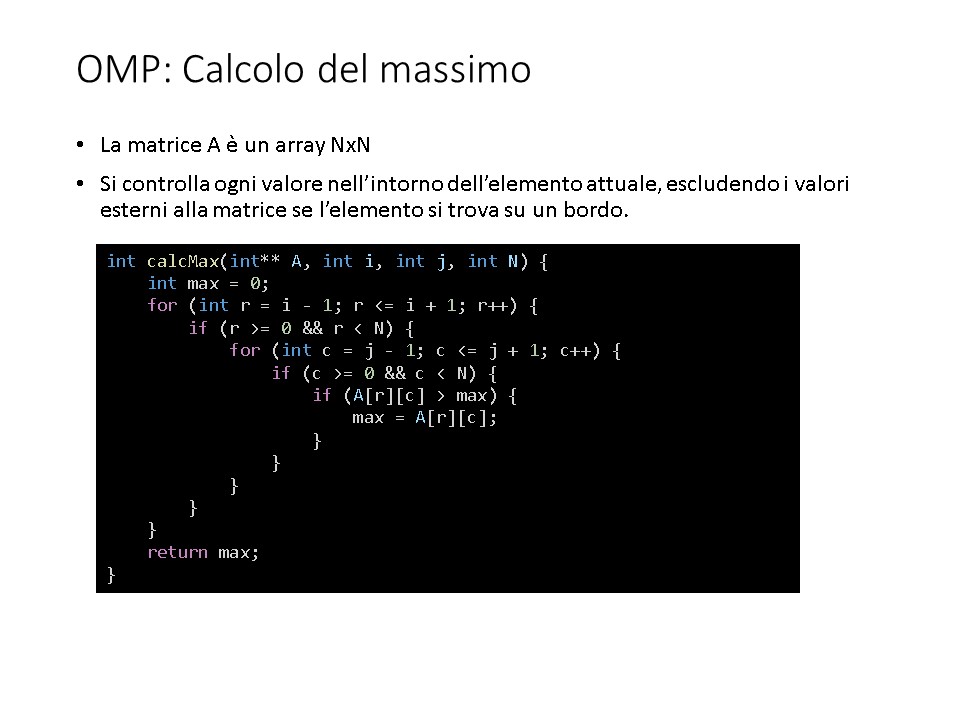 OMP: Calcolo del massimo
• La matrice A è un array NxN
• Si controlla ogni valore nell’intorno dell’elemento attuale, escludendo i valori
esterni alla matrice se l’elemento si trova su un bordo.
int calcMax(int** A, int i, int j, int N) {
    int max = 0;
    for (int r = i - 1; r <= i + 1; r++) {
        if (r >= 0 && r < N) {
            for (int c = j - 1; c <= j + 1; c++) {
                if (c >= 0 && c < N) {
                    if (A[r][c] > max) {
                        max = A[r][c];
                    }
                }
            }
        }
    }
    return max;
}